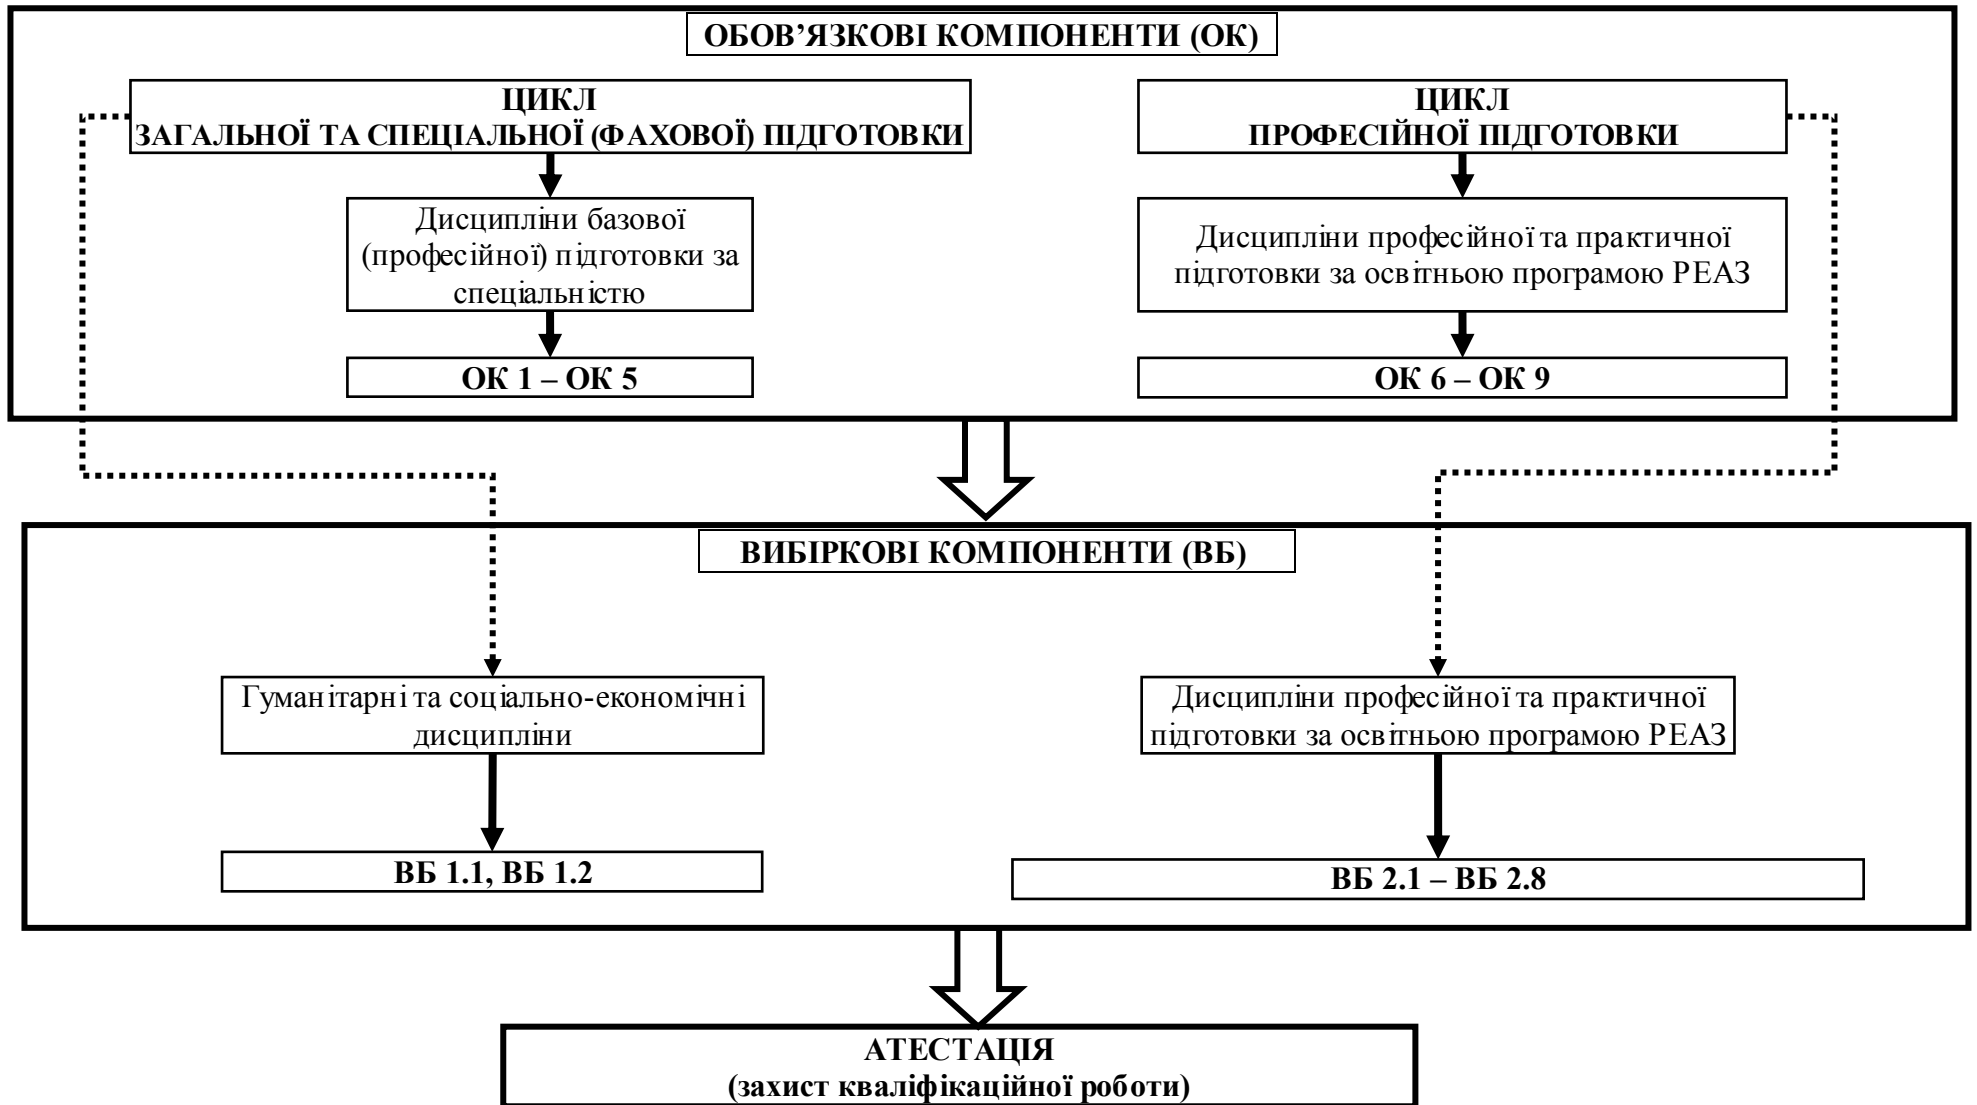 ОБОВ’ЯЗКОВІ КОМПОНЕНТИ (ОК)
ЦИКЛ
ЗАГАЛЬНОЇ ТА СПЕЦІАЛЬНОЇ (ФАХОВОЇ) ПІДГОТОВКИ
ЦИКЛ
ПРОФЕСІЙНОЇ ПІДГОТОВКИ
Дисципліни базової
(професійної) підготовки за
спеціальністю
Дисципліни професійної та практичної
підготовки за освітньою програмою РЕАЗ
ОК 1 – ОК 5
ОК 6 – ОК 9
ВИБІРКОВІ КОМПОНЕНТИ (ВБ)
Гуманітарні та соціально-економічні
дисципліни
Дисципліни професійної та практичної
підготовки за освітньою програмою РЕАЗ
ВБ 1.1, ВБ 1.2
ВБ 2.1 – ВБ 2.8
АТЕСТАЦІЯ
(захист кваліфікаційної роботи)